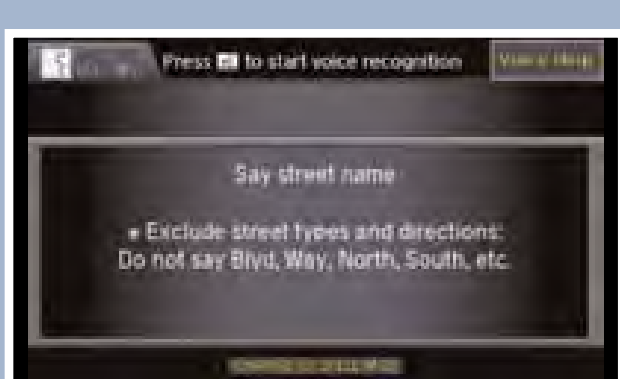 Press to start voice recognition
Say street name
* Exclude street types and directions:
Do not say Blvd, Way, North, South, etc.